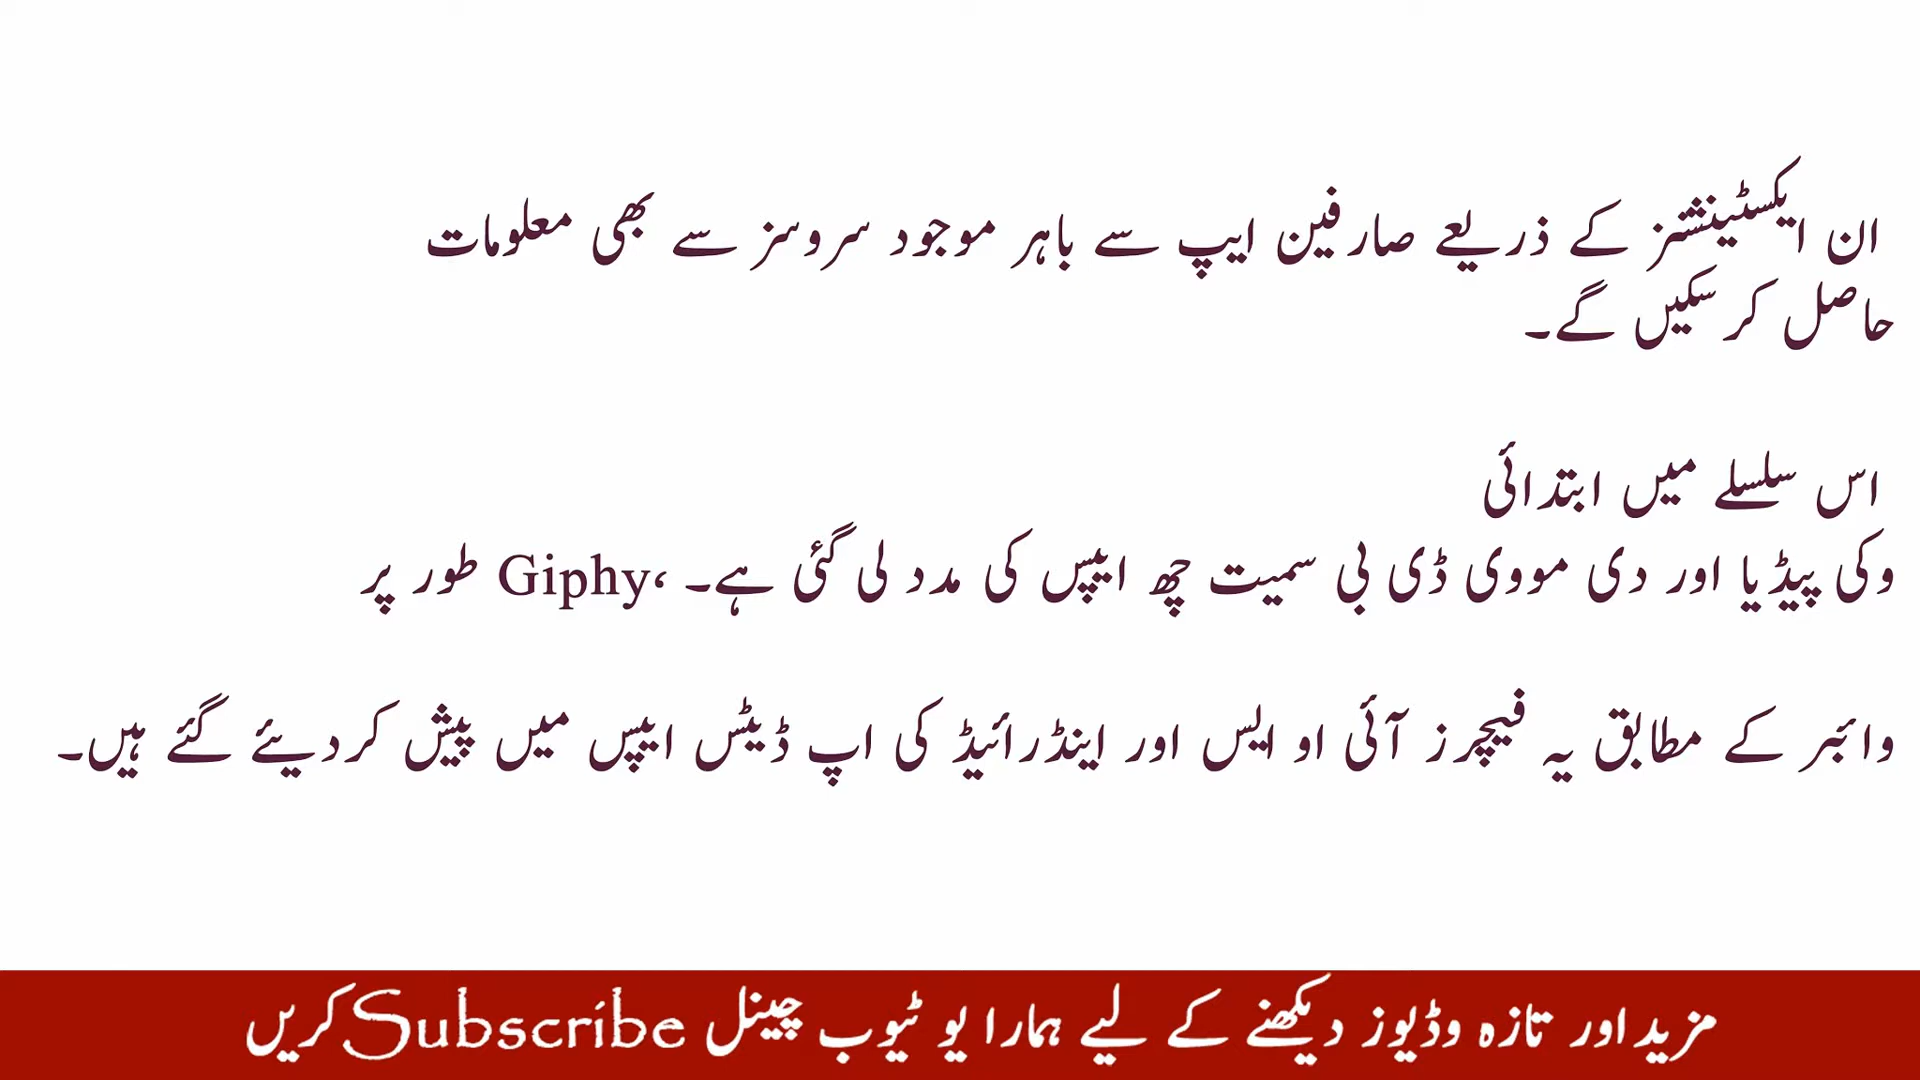 ان ایکسٹینشنز کے ذریعے صارفین ایپ سے باہر موجود سروسز سے بھی معلومات
حاصل کرسکیں گے۔
اس سلسلے میں ابتدائی
وکی پیڈیا اور دی مووی ڈی بی سمیت چھ ایپس کی مدد لی گئی ہے۔ ،Giphy طور پر
وائبر کے مطابق یہ فیچرز آئی او ایس اور اینڈرائیڈ کی اپ ڈیٹس ایپس میں پیش کردیئے گئے ہیں۔
مزید اور تازہ وڈیوز دیکھنے کے لیے ہمارا یو ٹیوب چینل Subscribe کریں